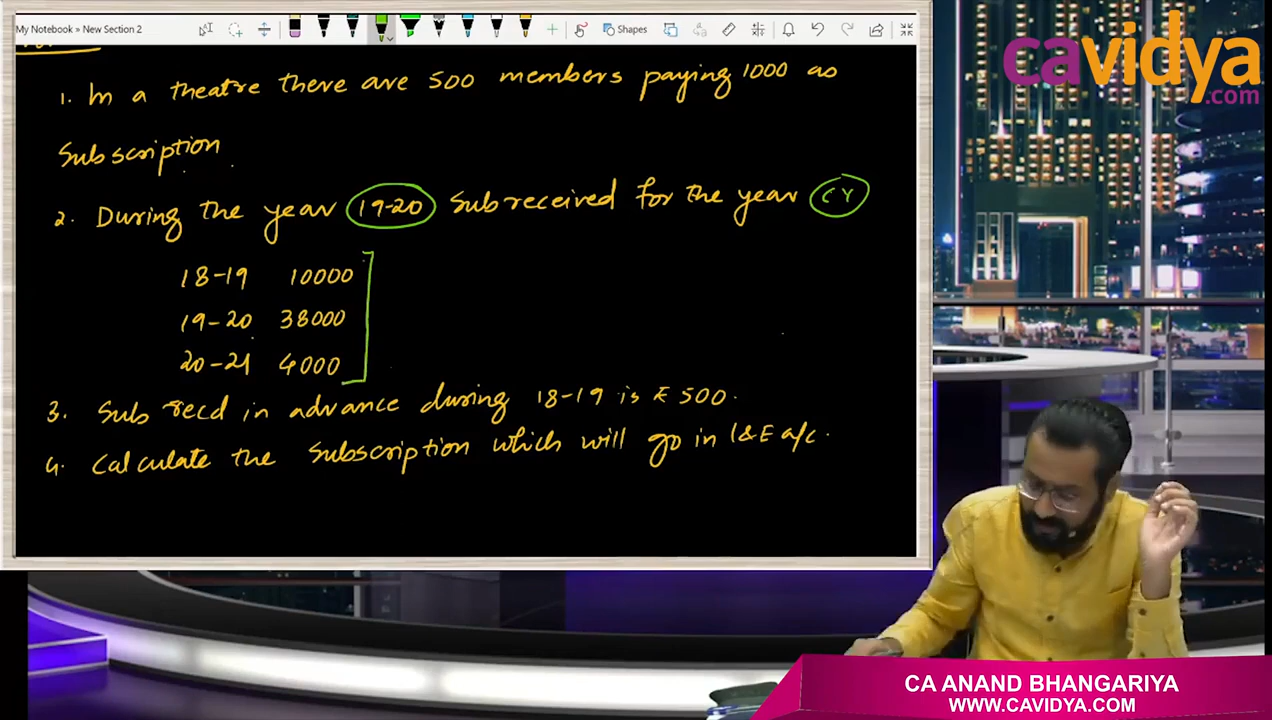 My Notebook » New Section 2
Shapes
cavidya
.com
1. In a theatre there are 500 members paying 1000 as
Subscription
2. During the year 19-20 Sub received for the year CY
18-19 10000
19-20 38000
20-21 4000
3. Sub recd in advance during 18-19 is ₹ 500.
4. Calculate the Subscription which will go in I&E a/c.
CA ANAND BHANGARIYA
WWW.CAVIDYA.COM